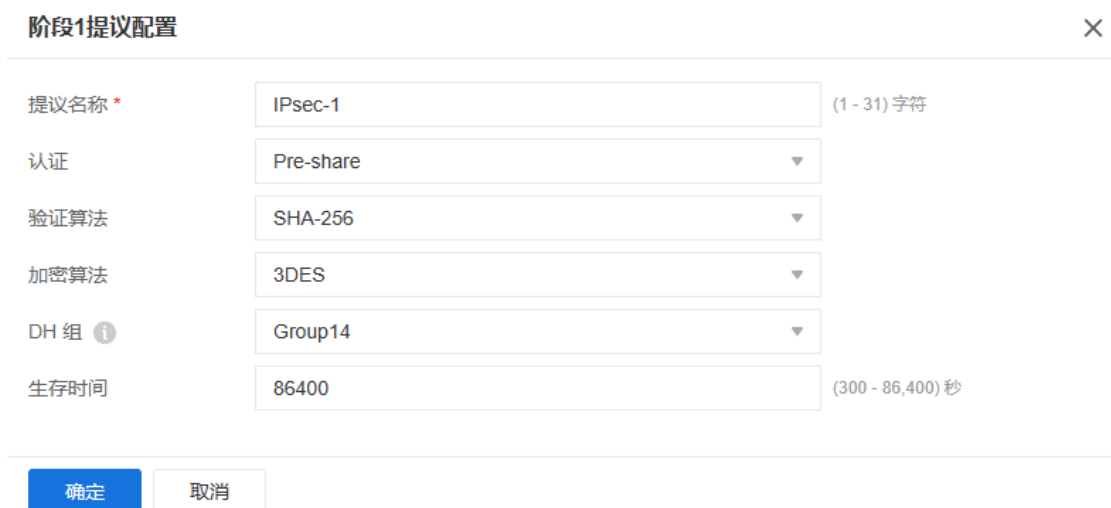 阶段1提议配置
提议名称 * IPsec-1 (1 - 31) 字符
认证 Pre-share
验证算法 SHA-256
加密算法 3DES
DH 组 Group14
生存时间 86400 (300 - 86,400) 秒
确定 取消